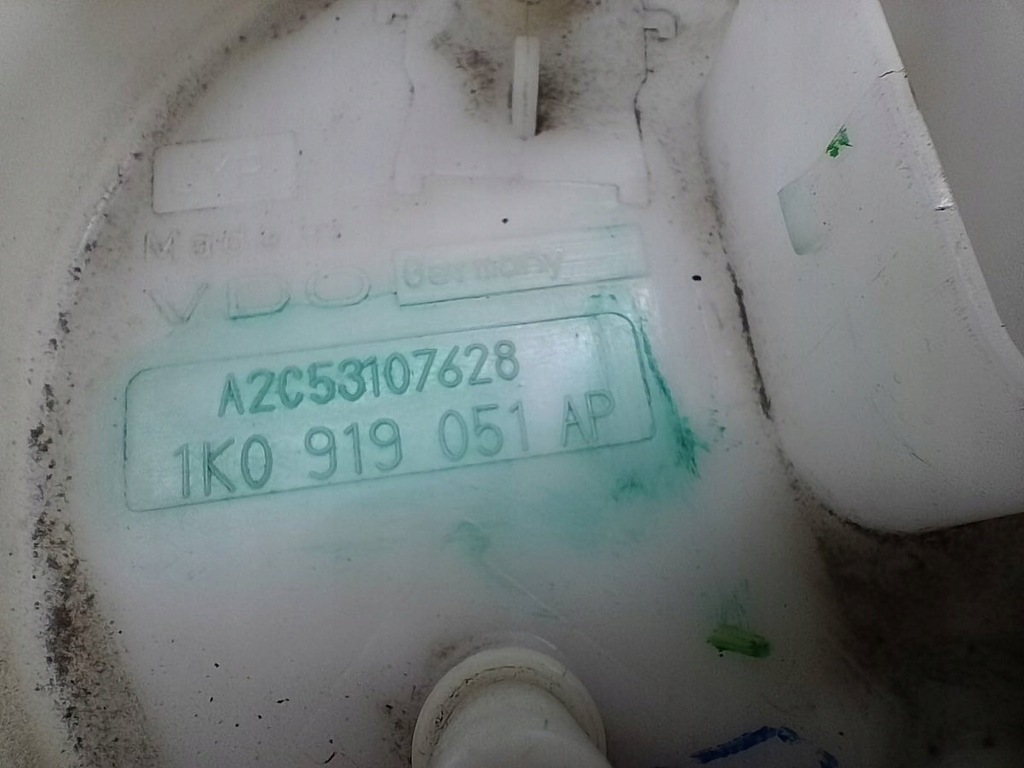 VDO Germany
A2C53107628
1K0 919 051 AP